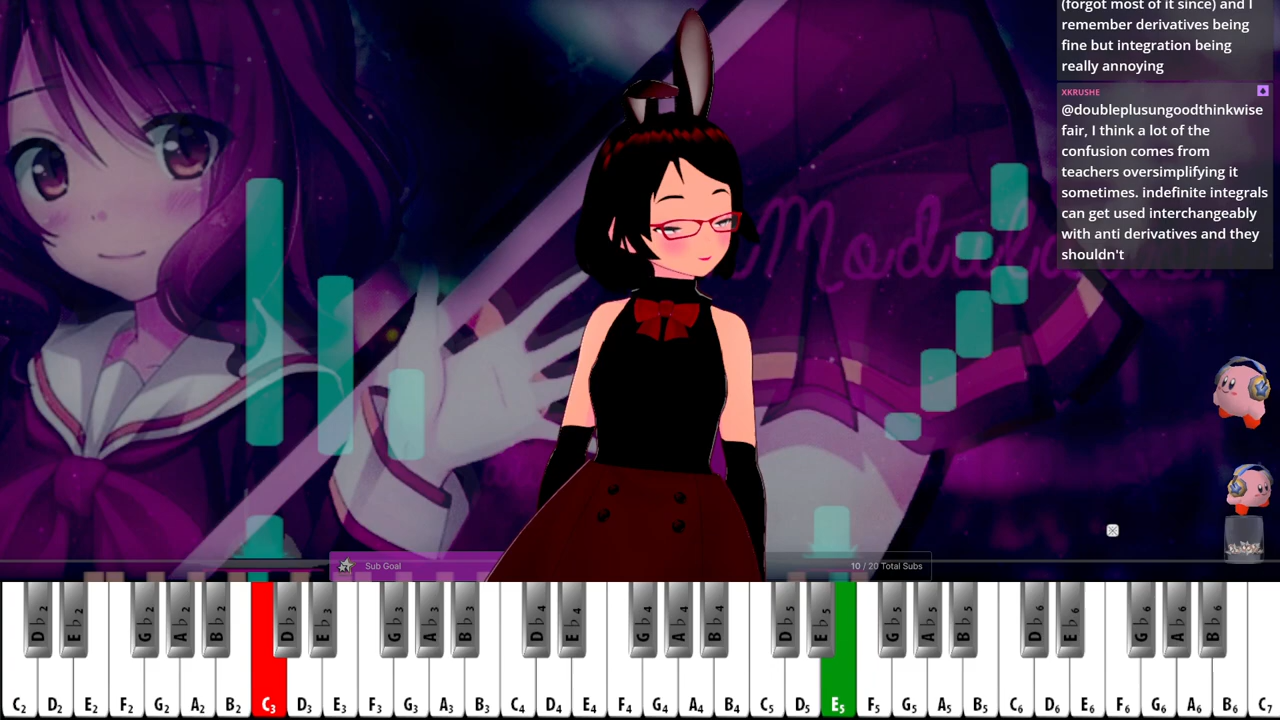 (forgot most of it since) and I
remember derivatives being
fine but integration being
really annoying
XKRUSHE
@doubleplusungoodthinkwise
fair, I think a lot of the
confusion comes from
teachers oversimplifying it
sometimes. indefinite integrals
can get used interchangeably
with anti derivatives and they
shouldn't
Sub Goal
10 / 20 Total Subs
D♭2 E♭2 G♭2 A♭2 B♭2 D♭3 E♭3 G♭3 A♭3 B♭3 D♭4 E♭4 G♭4 A♭4 B♭4 D♭5 E♭5 G♭5 A♭5 B♭5 D♭6 E♭6 G♭6 A♭6 B♭6
C2 D2 E2 F2 G2 A2 B2 C3 D3 E3 F3 G3 A3 B3 C4 D4 E4 F4 G4 A4 B4 C5 D5 E5 F5 G5 A5 B5 C6 D6 E6 F6 G6 A6 B6 C7